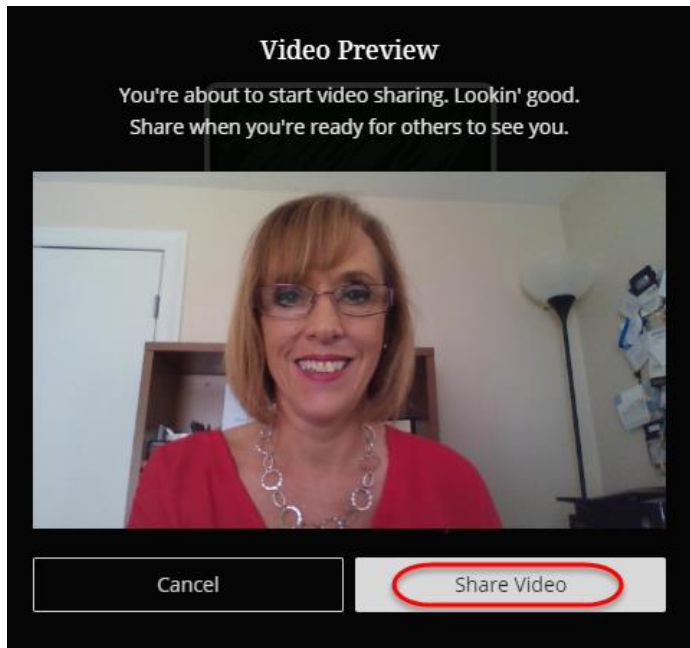 Video Preview
You're about to start video sharing. Lookin' good.
Share when you're ready for others to see you.
Cancel
Share Video